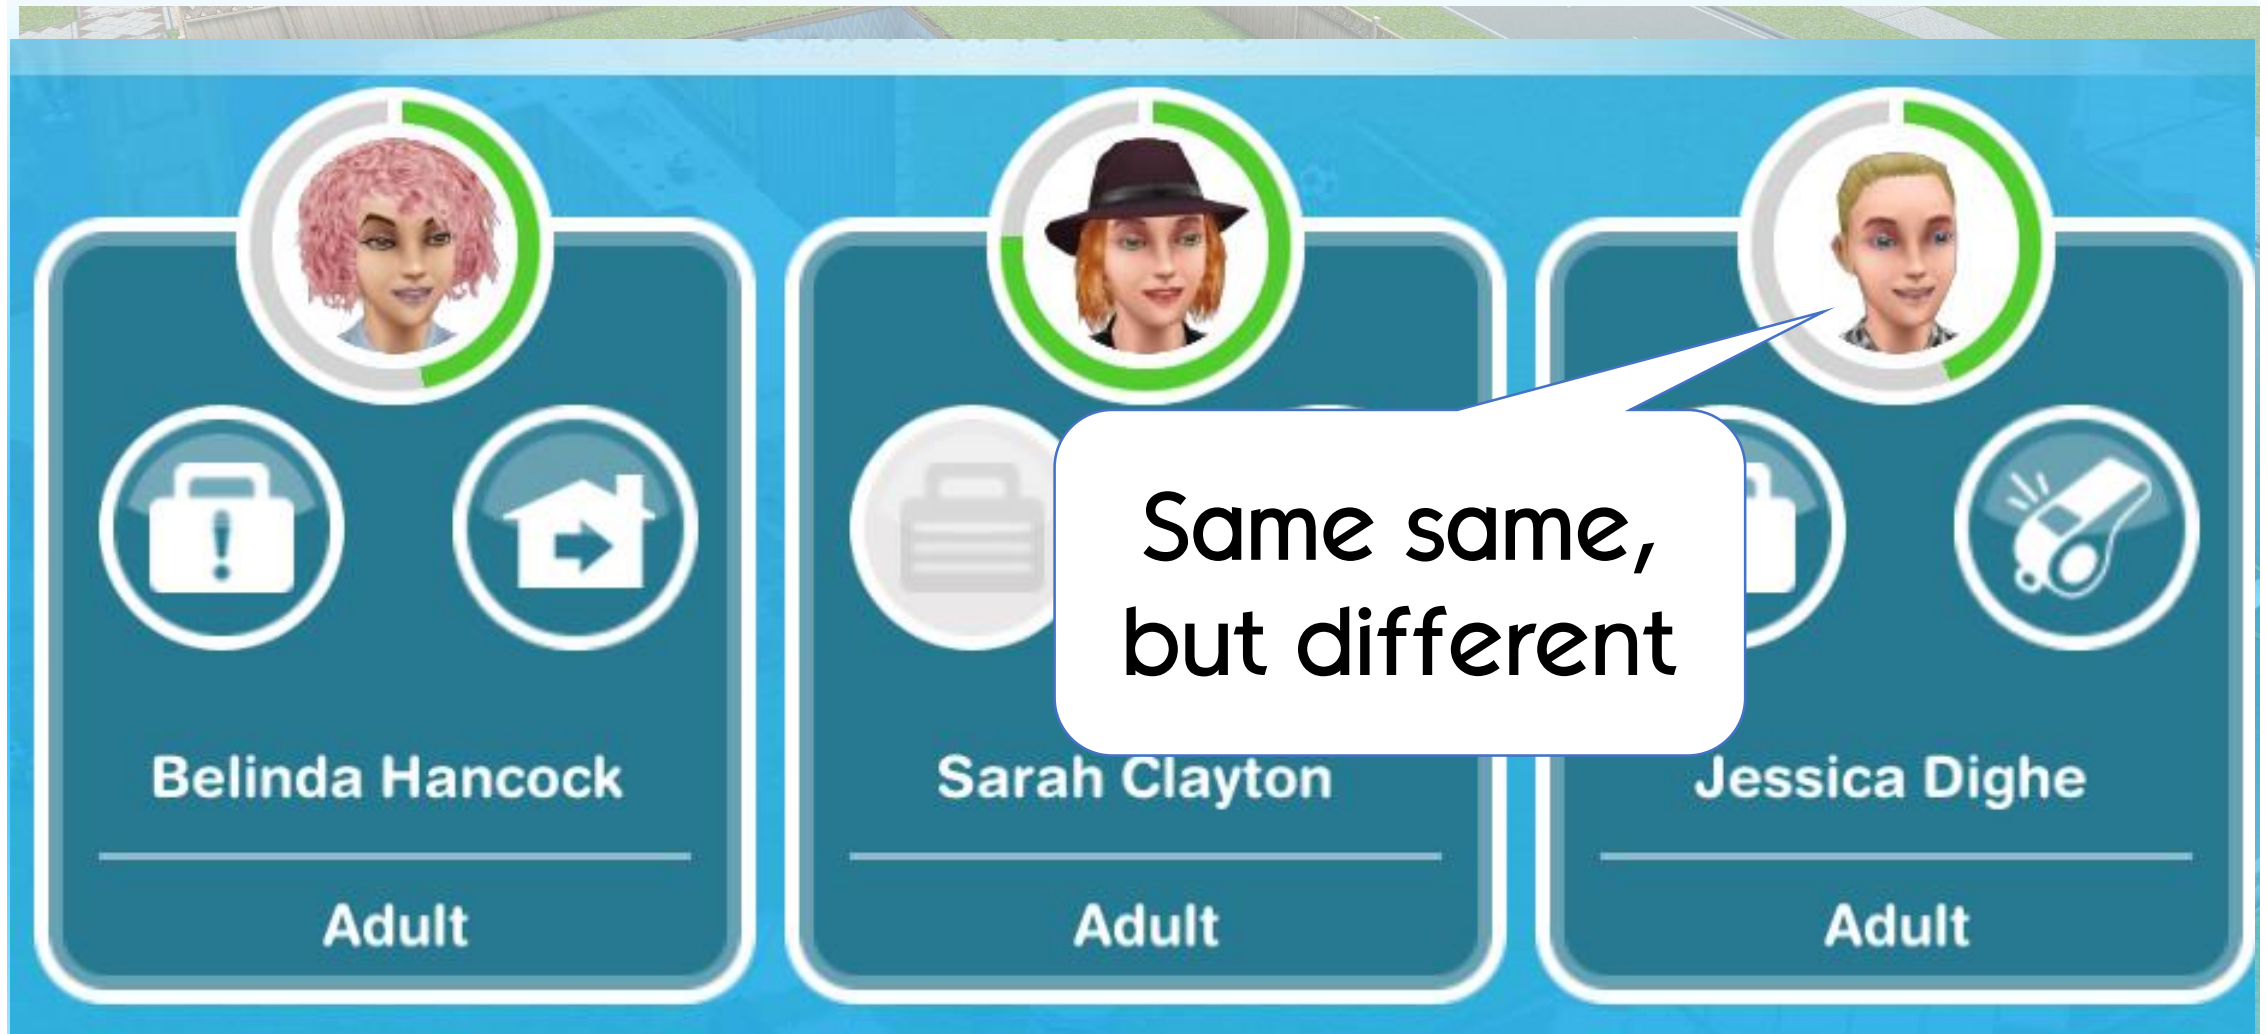 Same same,
but different
Belinda Hancock
Sarah Clayton
Jessica Dighe
Adult
Adult
Adult